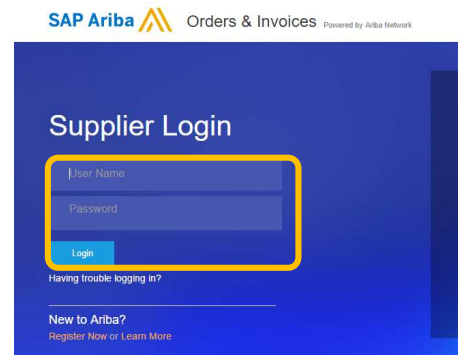 SAP Ariba Orders & Invoices Powered by Ariba Network
Supplier Login
User Name
Password
Login
Having trouble logging in?
New to Ariba?
Register Now or Learn More